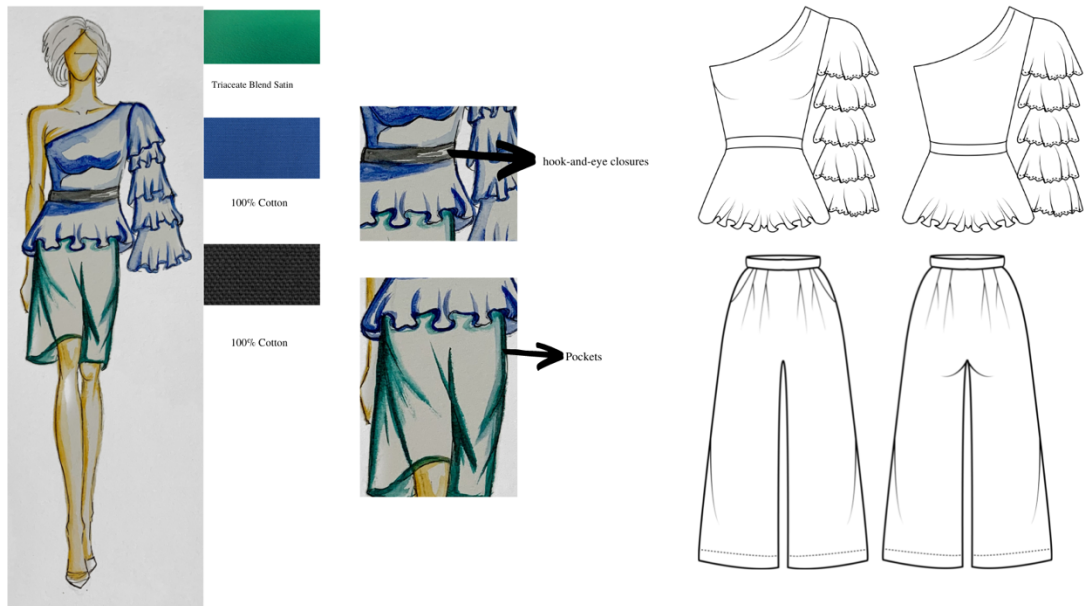 Triaceate Blend Satin
100% Cotton
100% Cotton
hook-and-eye closures
Pockets